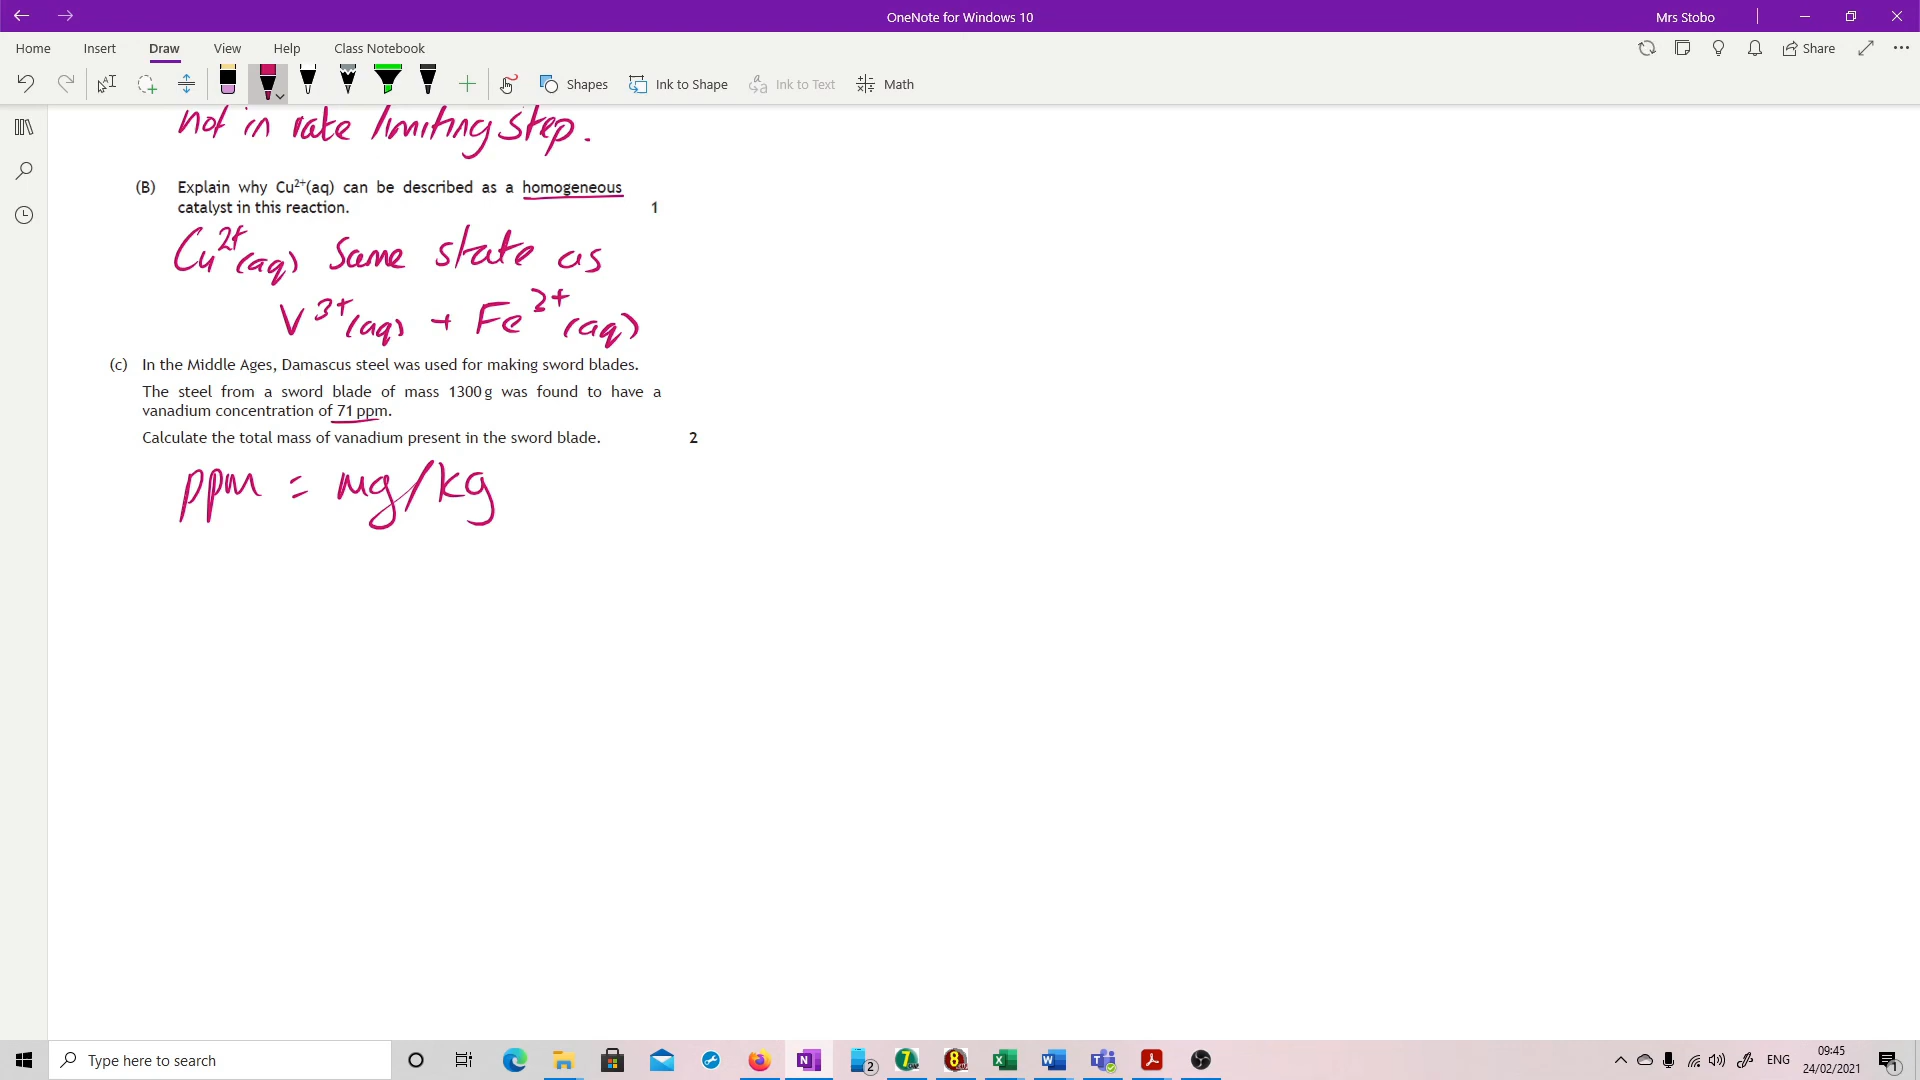 OneNote for Windows 10
Mrs Stobo
Home Insert Draw View Help Class Notebook
Share
Shapes Ink to Shape Ink to Text Math
not in rate limiting step.
(B) Explain why Cu²⁺(aq) can be described as a homogeneous
catalyst in this reaction. 1
Cu²⁺(aq) same state as
V³⁺(aq) + Fe³⁺(aq)
(c) In the Middle Ages, Damascus steel was used for making sword blades.
The steel from a sword blade of mass 1300 g was found to have a
vanadium concentration of 71 ppm.
Calculate the total mass of vanadium present in the sword blade. 2
ppm = mg/kg
Type here to search
ENG
09:45
24/02/2021